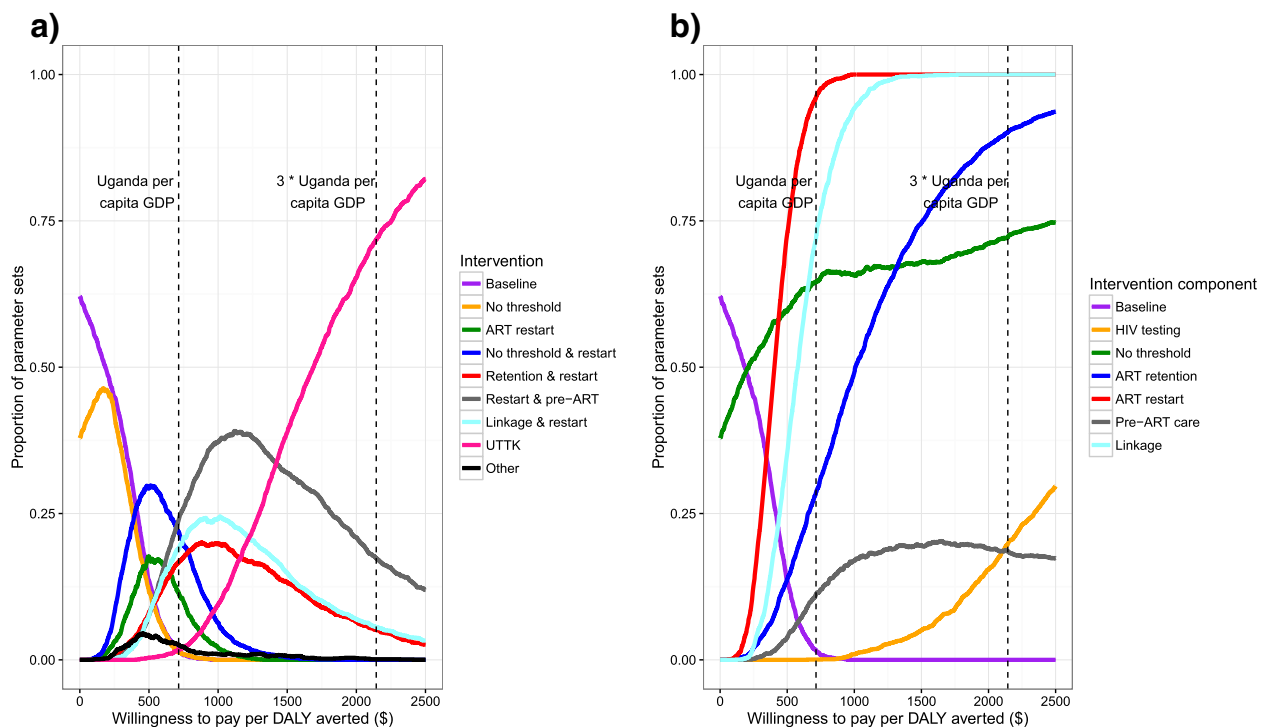 a)
Proportion of parameter sets
1.00
0.75
0.50
0.25
0.00
Uganda per
capita GDP
3 * Uganda per
capita GDP
0
500
1000
1500
2000
2500
Willingness to pay per DALY averted ($)
Intervention
Baseline
No threshold
ART restart
No threshold & restart
Retention & restart
Restart & pre−ART
Linkage & restart
UTTK
Other
b)
Proportion of parameter sets
1.00
0.75
0.50
0.25
0.00
Uganda per
capita GDP
3 * Uganda per
capita GDP
0
500
1000
1500
2000
2500
Willingness to pay per DALY averted ($)
Intervention component
Baseline
HIV testing
No threshold
ART retention
ART restart
Pre−ART care
Linkage